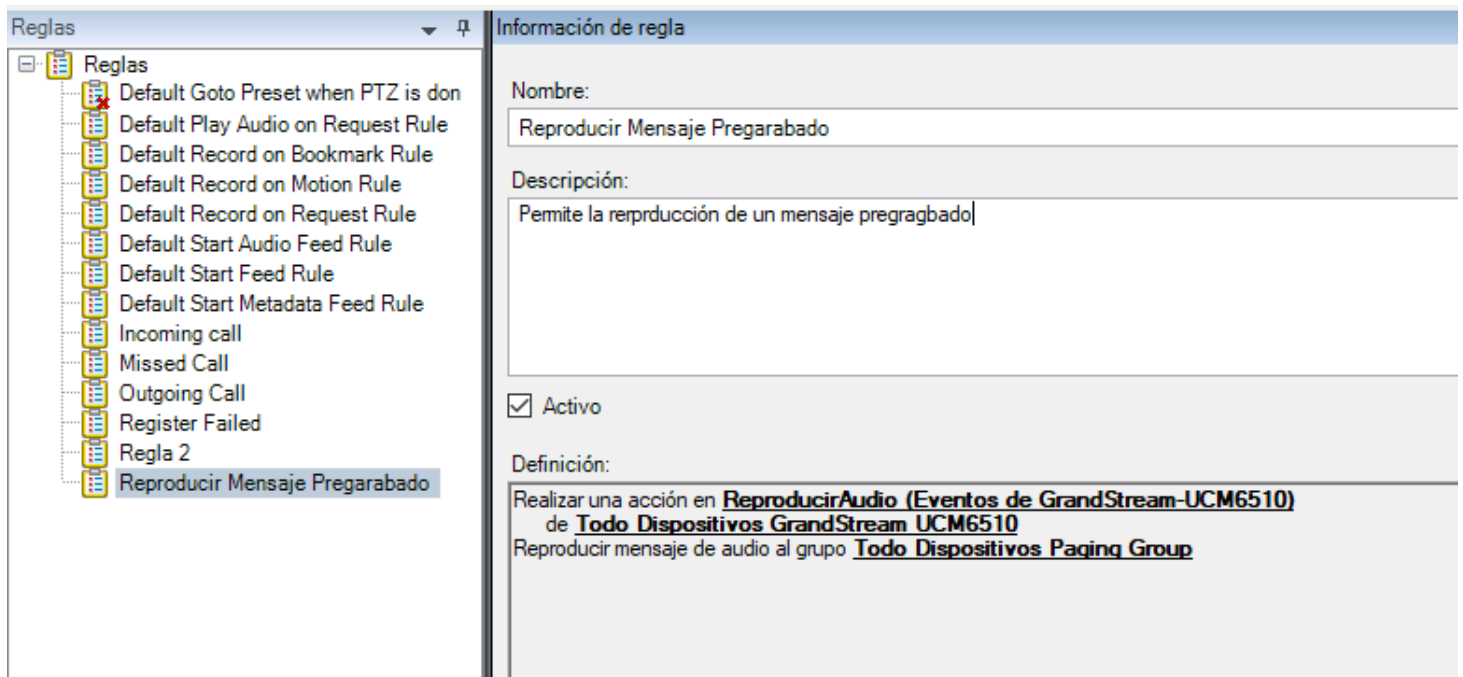 Reglas
Reglas
Default Goto Preset when PTZ is don
Default Play Audio on Request Rule
Default Record on Bookmark Rule
Default Record on Motion Rule
Default Record on Request Rule
Default Start Audio Feed Rule
Default Start Feed Rule
Default Start Metadata Feed Rule
Incoming call
Missed Call
Outgoing Call
Register Failed
Regla 2
Reproducir Mensaje Pregarabado
Información de regla
Nombre:
Reproducir Mensaje Pregarabado
Descripción:
Permite la rerprducción de un mensaje pregragbado
Activo
Definición:
Realizar una acción en ReproducirAudio (Eventos de GrandStream-UCM6510)
de Todo Dispositivos GrandStream UCM6510
Reproducir mensaje de audio al grupo Todo Dispositivos Paging Group